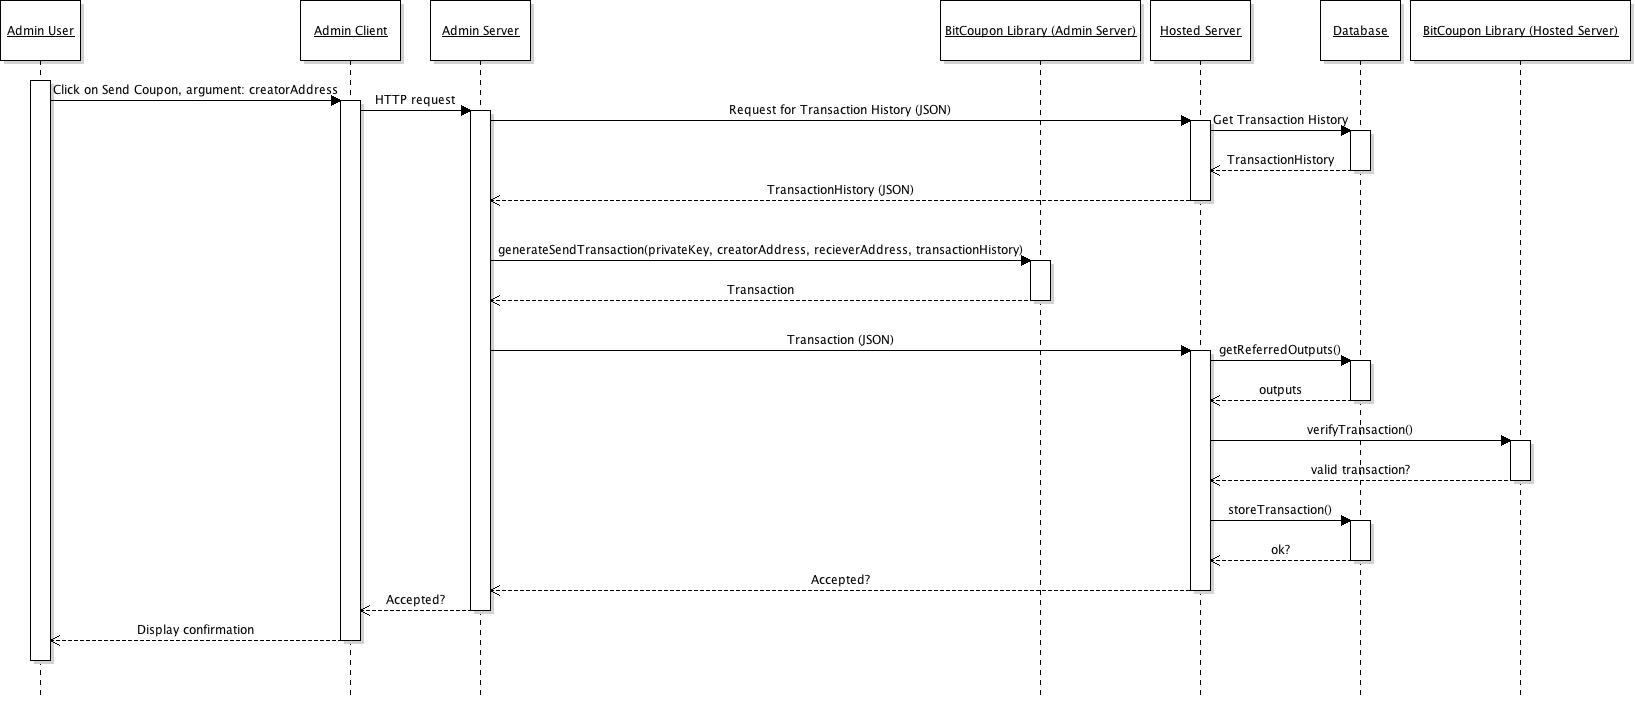 Admin User
Admin Client
Admin Server
BitCoupon Library (Admin Server)
Hosted Server
Database
BitCoupon Library (Hosted Server)
Click on Send Coupon, argument: creatorAddress
HTTP request
Request for Transaction History (JSON)
Get Transaction History
TransactionHistory
TransactionHistory (JSON)
generateSendTransaction(privateKey, creatorAddress, recieverAddress, transactionHistory)
Transaction
Transaction (JSON)
getReferredOutputs()
outputs
verifyTransaction()
valid transaction?
storeTransaction()
ok?
Accepted?
Accepted?
Display confirmation